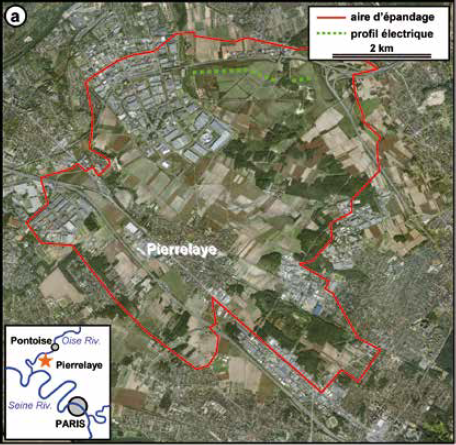 a
aire d'épandage
profil électrique
2 km
Pierrelaye
Pontoise
Oise Riv.
Pierrelaye
Seine Riv.
PARIS